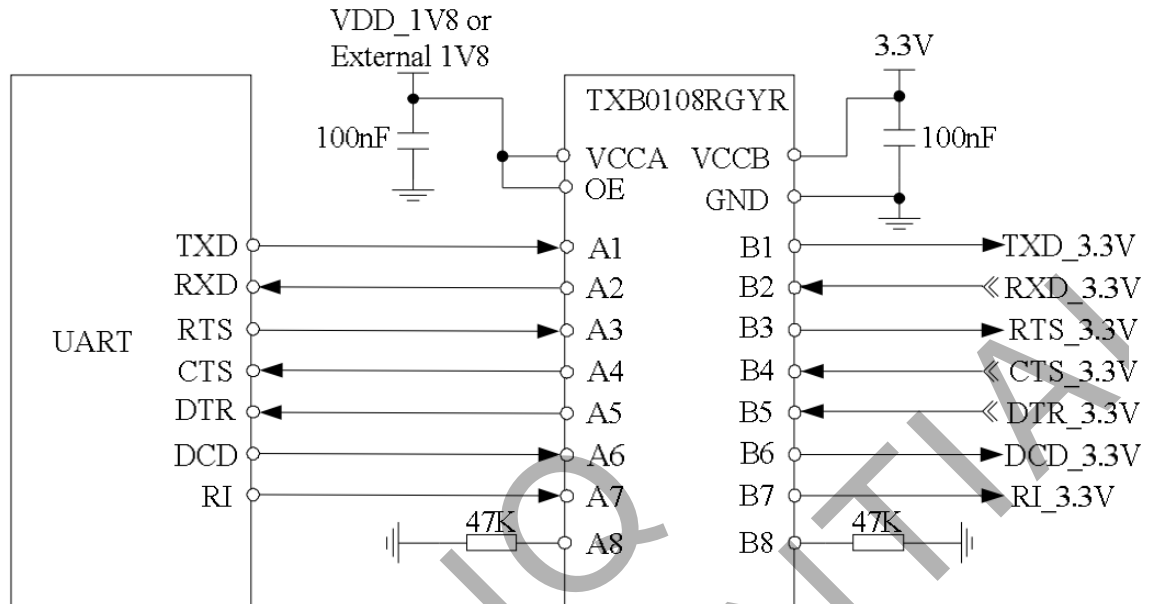 VDD_1V8 or
External 1V8
3.3V
TXB0108RGYR
100nF
100nF
VCCA VCCB
OE
GND
TXD A1 B1 TXD_3.3V
RXD A2 B2 RXD_3.3V
RTS A3 B3 RTS_3.3V
UART
CTS A4 B4 CTS_3.3V
DTR A5 B5 DTR_3.3V
DCD A6 B6 DCD_3.3V
RI A7 B7 RI_3.3V
47K 47K
A8 B8